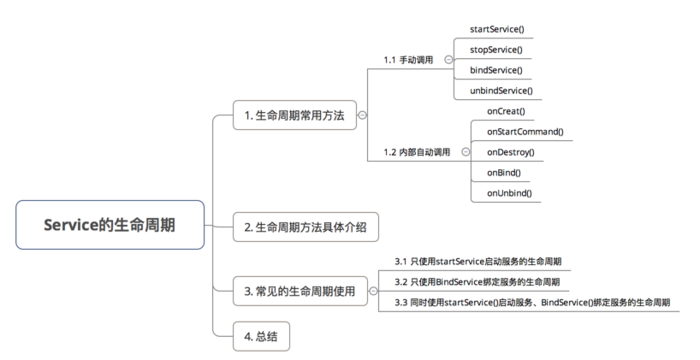 Service的生命周期
1. 生命周期常用方法
1.1 手动调用
startService()
stopService()
bindService()
unbindService()
1.2 内部自动调用
onCreat()
onStartCommand()
onDestroy()
onBind()
onUnbind()
2. 生命周期方法具体介绍
3. 常见的生命周期使用
3.1 只使用startService启动服务的生命周期
3.2 只使用BindService绑定服务的生命周期
3.3 同时使用startService()启动服务、BindService()绑定服务的生命周期
4. 总结